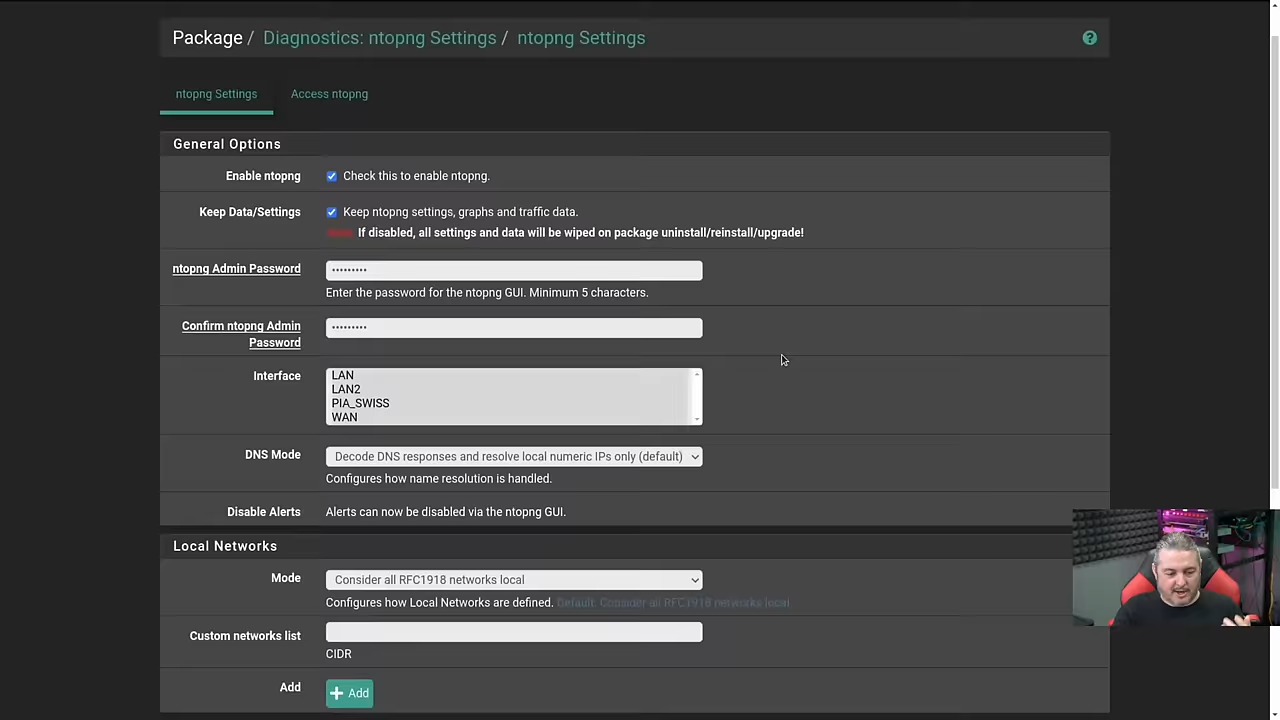 Package / Diagnostics: ntopng Settings / ntopng Settings
ntopng Settings Access ntopng
General Options
Enable ntopng Check this to enable ntopng.
Keep Data/Settings Keep ntopng settings, graphs and traffic data.
If disabled, all settings and data will be wiped on package uninstall/reinstall/upgrade!
ntopng Admin Password •••••••••
Enter the password for the ntopng GUI. Minimum 5 characters.
Confirm ntopng Admin Password •••••••••
Interface LAN
LAN2
PIA_SWISS
WAN
DNS Mode Decode DNS responses and resolve local numeric IPs only (default)
Configures how name resolution is handled.
Disable Alerts Alerts can now be disabled via the ntopng GUI.
Local Networks
Mode Consider all RFC1918 networks local
Configures how Local Networks are defined. Default: Consider all RFC1918 networks local
Custom networks list
CIDR
Add + Add